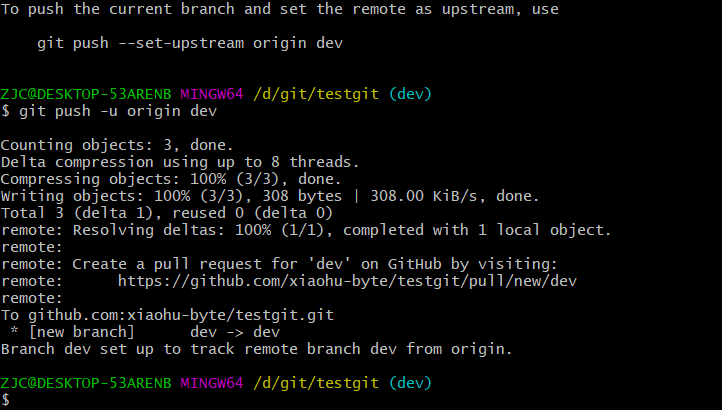 To push the current branch and set the remote as upstream, use
git push --set-upstream origin dev
ZJC@DESKTOP-53ARENB MINGW64 /d/git/testgit (dev)
$ git push -u origin dev
Counting objects: 3, done.
Delta compression using up to 8 threads.
Compressing objects: 100% (3/3), done.
Writing objects: 100% (3/3), 308 bytes | 308.00 KiB/s, done.
Total 3 (delta 1), reused 0 (delta 0)
remote: Resolving deltas: 100% (1/1), completed with 1 local object.
remote:
remote: Create a pull request for 'dev' on GitHub by visiting:
remote:      https://github.com/xiaohu-byte/testgit/pull/new/dev
remote:
To github.com:xiaohu-byte/testgit.git
 * [new branch]      dev -> dev
Branch dev set up to track remote branch dev from origin.
ZJC@DESKTOP-53ARENB MINGW64 /d/git/testgit (dev)
$